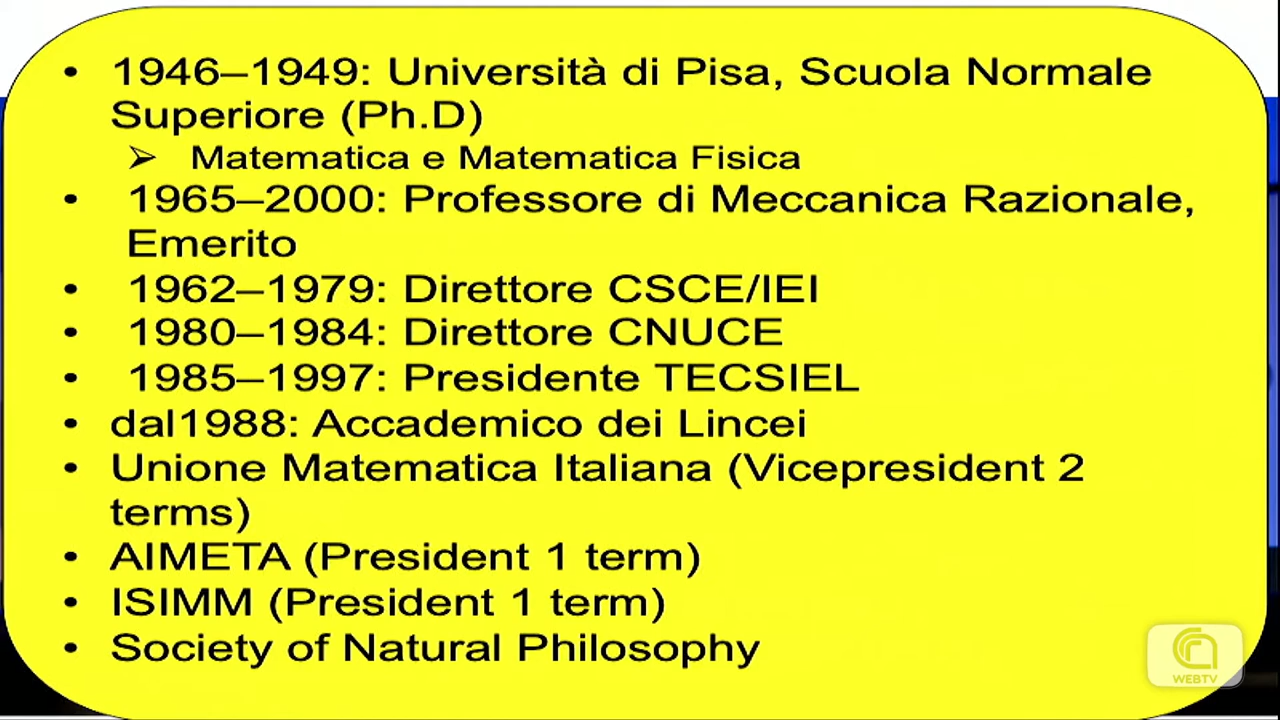 • 1946–1949: Università di Pisa, Scuola Normale
Superiore (Ph.D)
➢ Matematica e Matematica Fisica
• 1965–2000: Professore di Meccanica Razionale,
Emerito
• 1962–1979: Direttore CSCE/IEI
• 1980–1984: Direttore CNUCE
• 1985–1997: Presidente TECSIEL
• dal1988: Accademico dei Lincei
• Unione Matematica Italiana (Vicepresident 2
terms)
• AIMETA (President 1 term)
• ISIMM (President 1 term)
• Society of Natural Philosophy
WEBTV